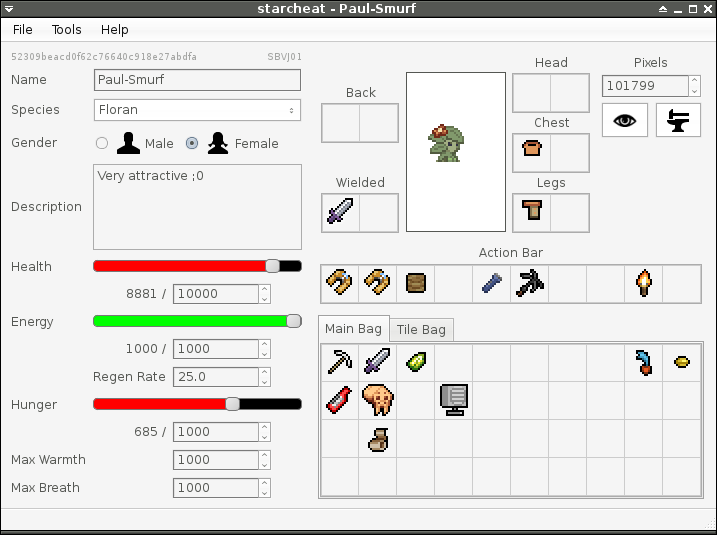 starcheat - Paul-Smurf
File Tools Help
52309beacd0f62c76640c918e27abdfa SBVJ01
Name Paul-Smurf
Species Floran
Gender Male Female
Description Very attractive ;0
Health
8881 / 10000
Energy
1000 / 1000
Regen Rate 25.0
Hunger
685 / 1000
Max Warmth 1000
Max Breath 1000
Back
Wielded
Head
Chest
Legs
Pixels
101799
Action Bar
Main Bag Tile Bag